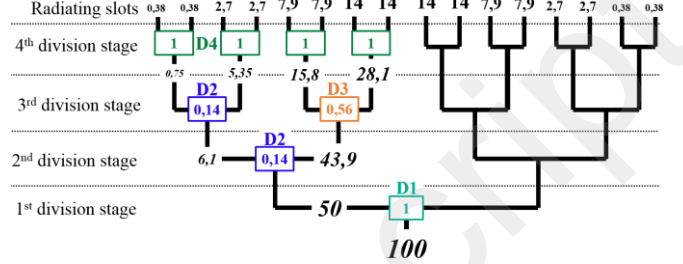 Radiating slots 0,38 0,38 2,7 2,7 7,9 7,9 14 14 14 14 7,9 7,9 2,7 2,7 0,38 0,38
4th division stage 1 D4 1 1 1
0,75 5,35 15,8 28,1
D2 D3
3rd division stage 0,14 0,56
D2
2nd division stage 6,1 0,14 43,9
D1
1st division stage 50 1
100